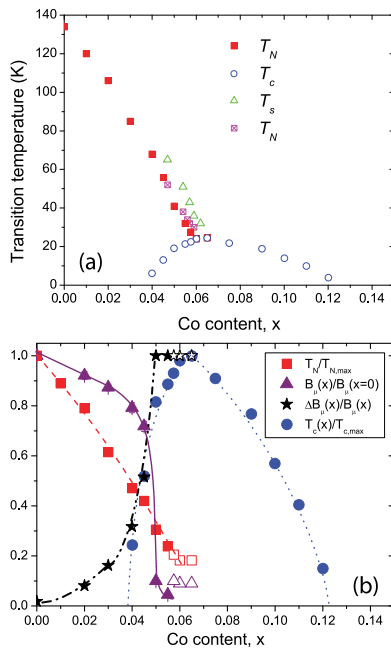 140
120
100
80
60
40
20
0
Transition temperature (K)
T_N
T_c
T_s
T_N
(a)
0.00 0.02 0.04 0.06 0.08 0.10 0.12 0.14
Co content, x
1.0
0.8
0.6
0.4
0.2
0.0
T_N/T_N,max
B_μ(x)/B_μ(x=0)
ΔB_μ(x)/B_μ(x)
T_c(x)/T_c,max
(b)
0.00 0.02 0.04 0.06 0.08 0.10 0.12 0.14
Co content, x